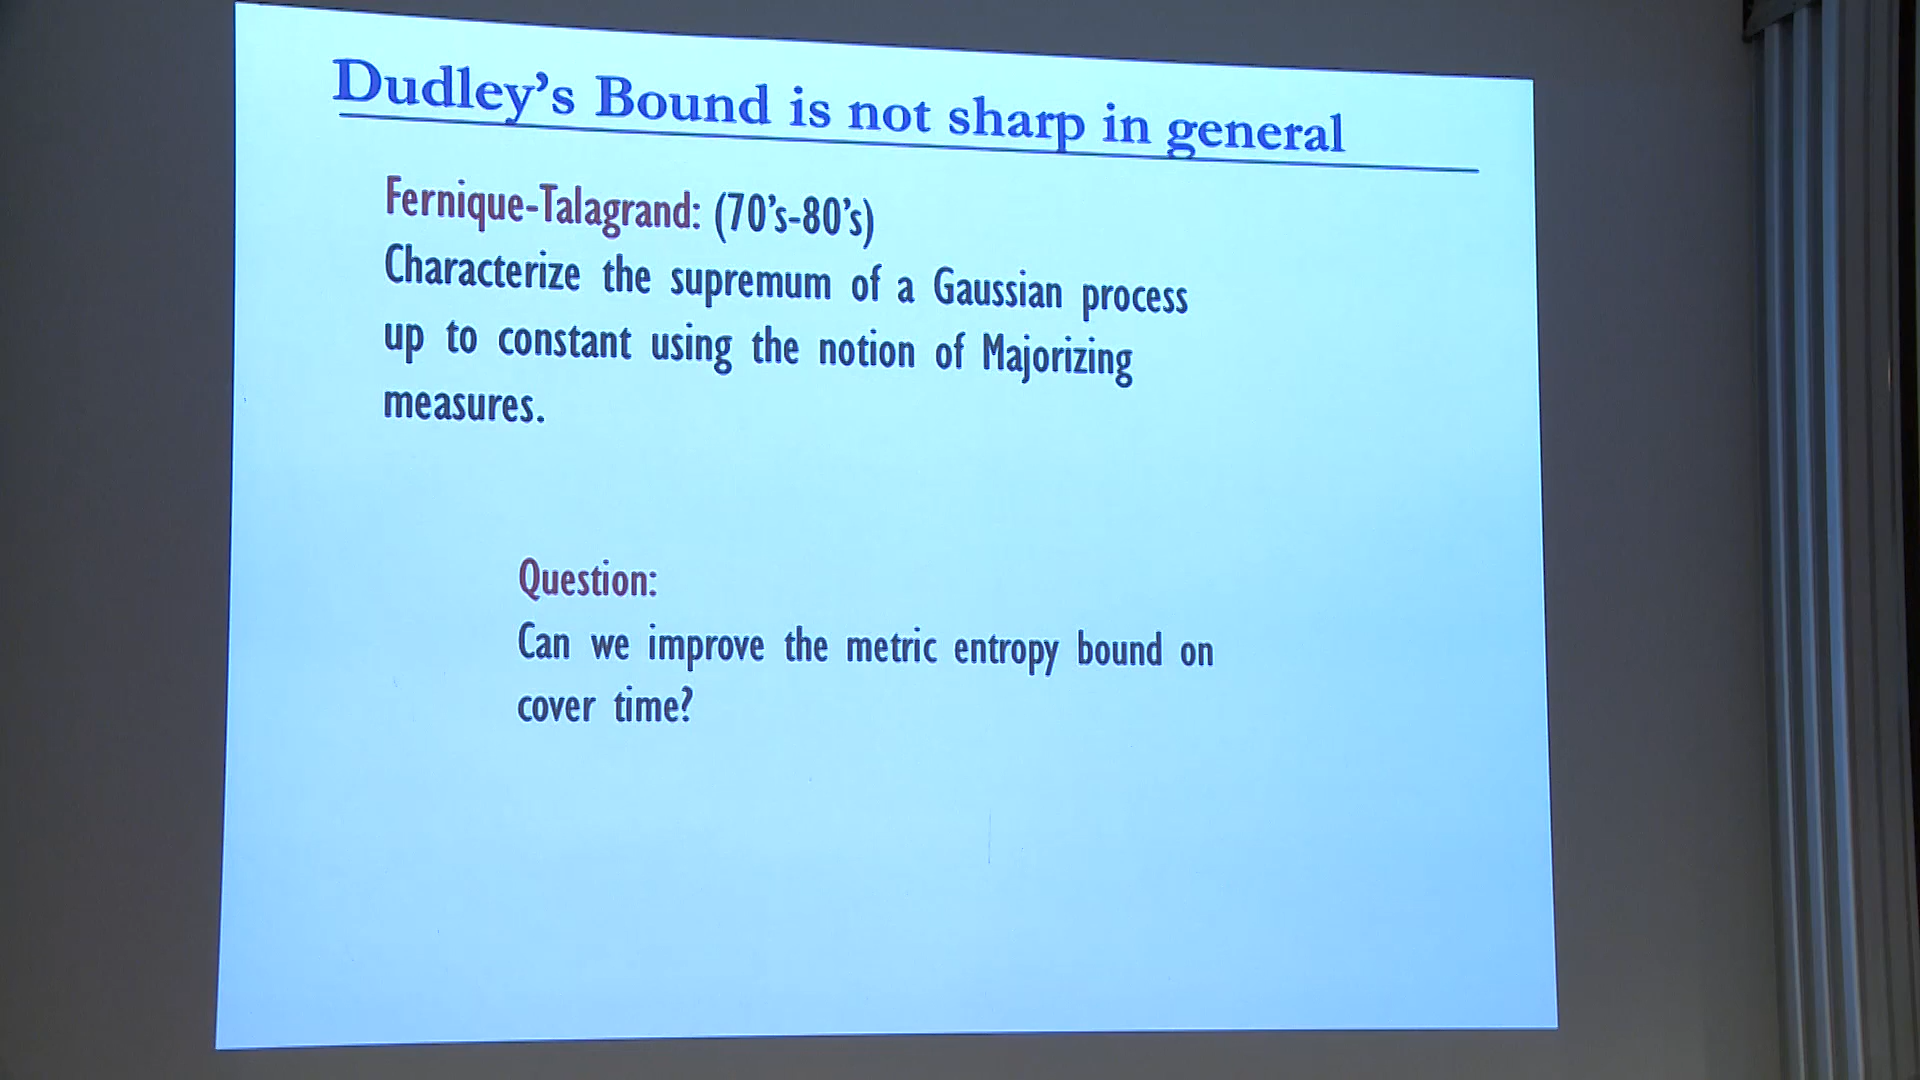 Dudley's Bound is not sharp in general
Fernique-Talagrand: (70's-80's)
Characterize the supremum of a Gaussian process
up to constant using the notion of Majorizing
measures.
Question:
Can we improve the metric entropy bound on
cover time?